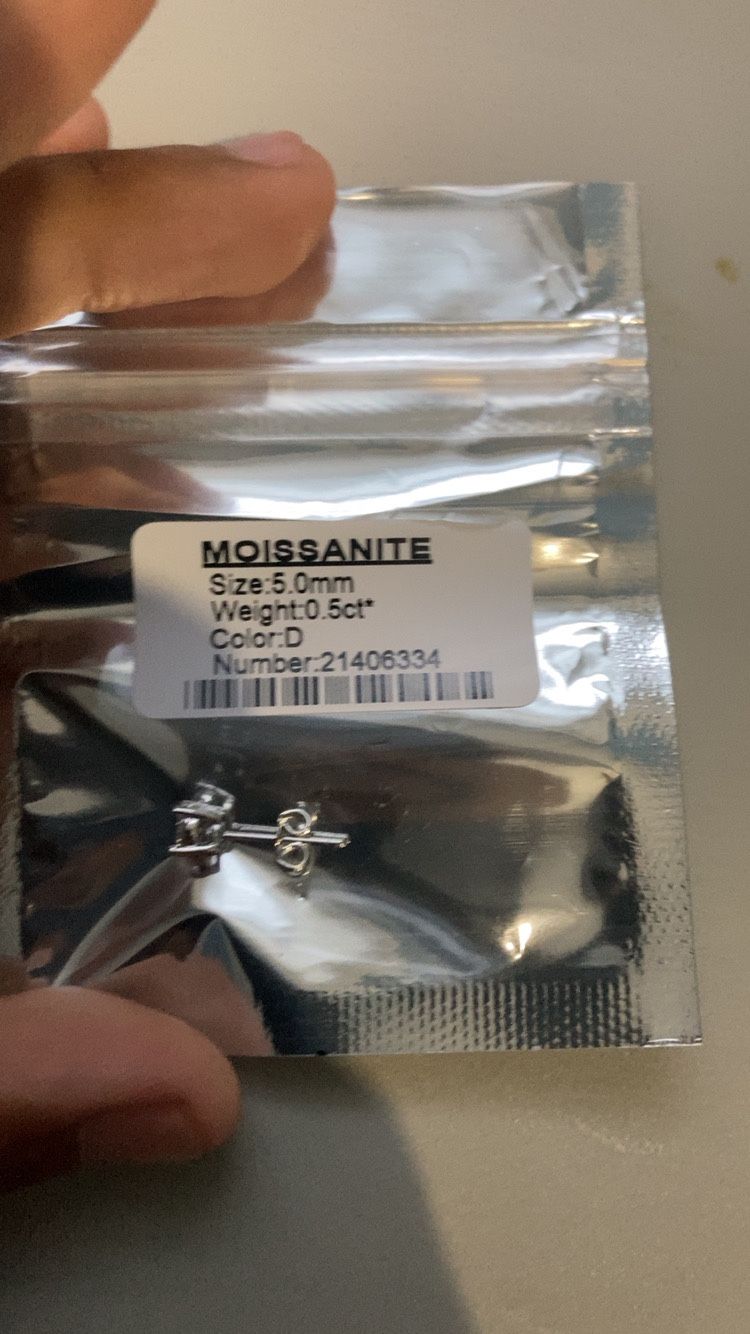 MOISSANITE
Size:5.0mm
Weight:0.5ct*
Color:D
Number:21406334